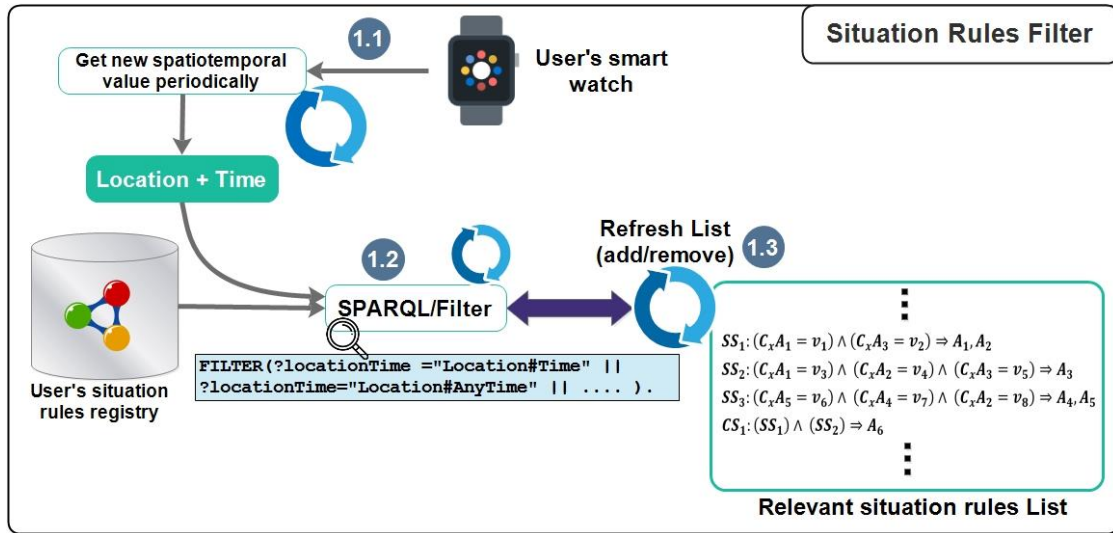 Situation Rules Filter
1.1
Get new spatiotemporal
value periodically
User's smart
watch
Location + Time
Refresh List
(add/remove)
1.3
1.2
SPARQL/Filter
FILTER(?locationTime ="Location#Time" ||
?locationTime="Location#AnyTime" || .... ).
User's situation
rules registry
SS₁: (CₓA₁ = v₁) ∧ (CₓA₃ = v₂) ⇒ A₁, A₂
SS₂: (CₓA₁ = v₃) ∧ (CₓA₂ = v₄) ∧ (CₓA₃ = v₅) ⇒ A₃
SS₃: (CₓA₅ = v₆) ∧ (CₓA₄ = v₇) ∧ (CₓA₂ = v₈) ⇒ A₄, A₅
CS₁: (SS₁) ∧ (SS₂) ⇒ A₆
Relevant situation rules List